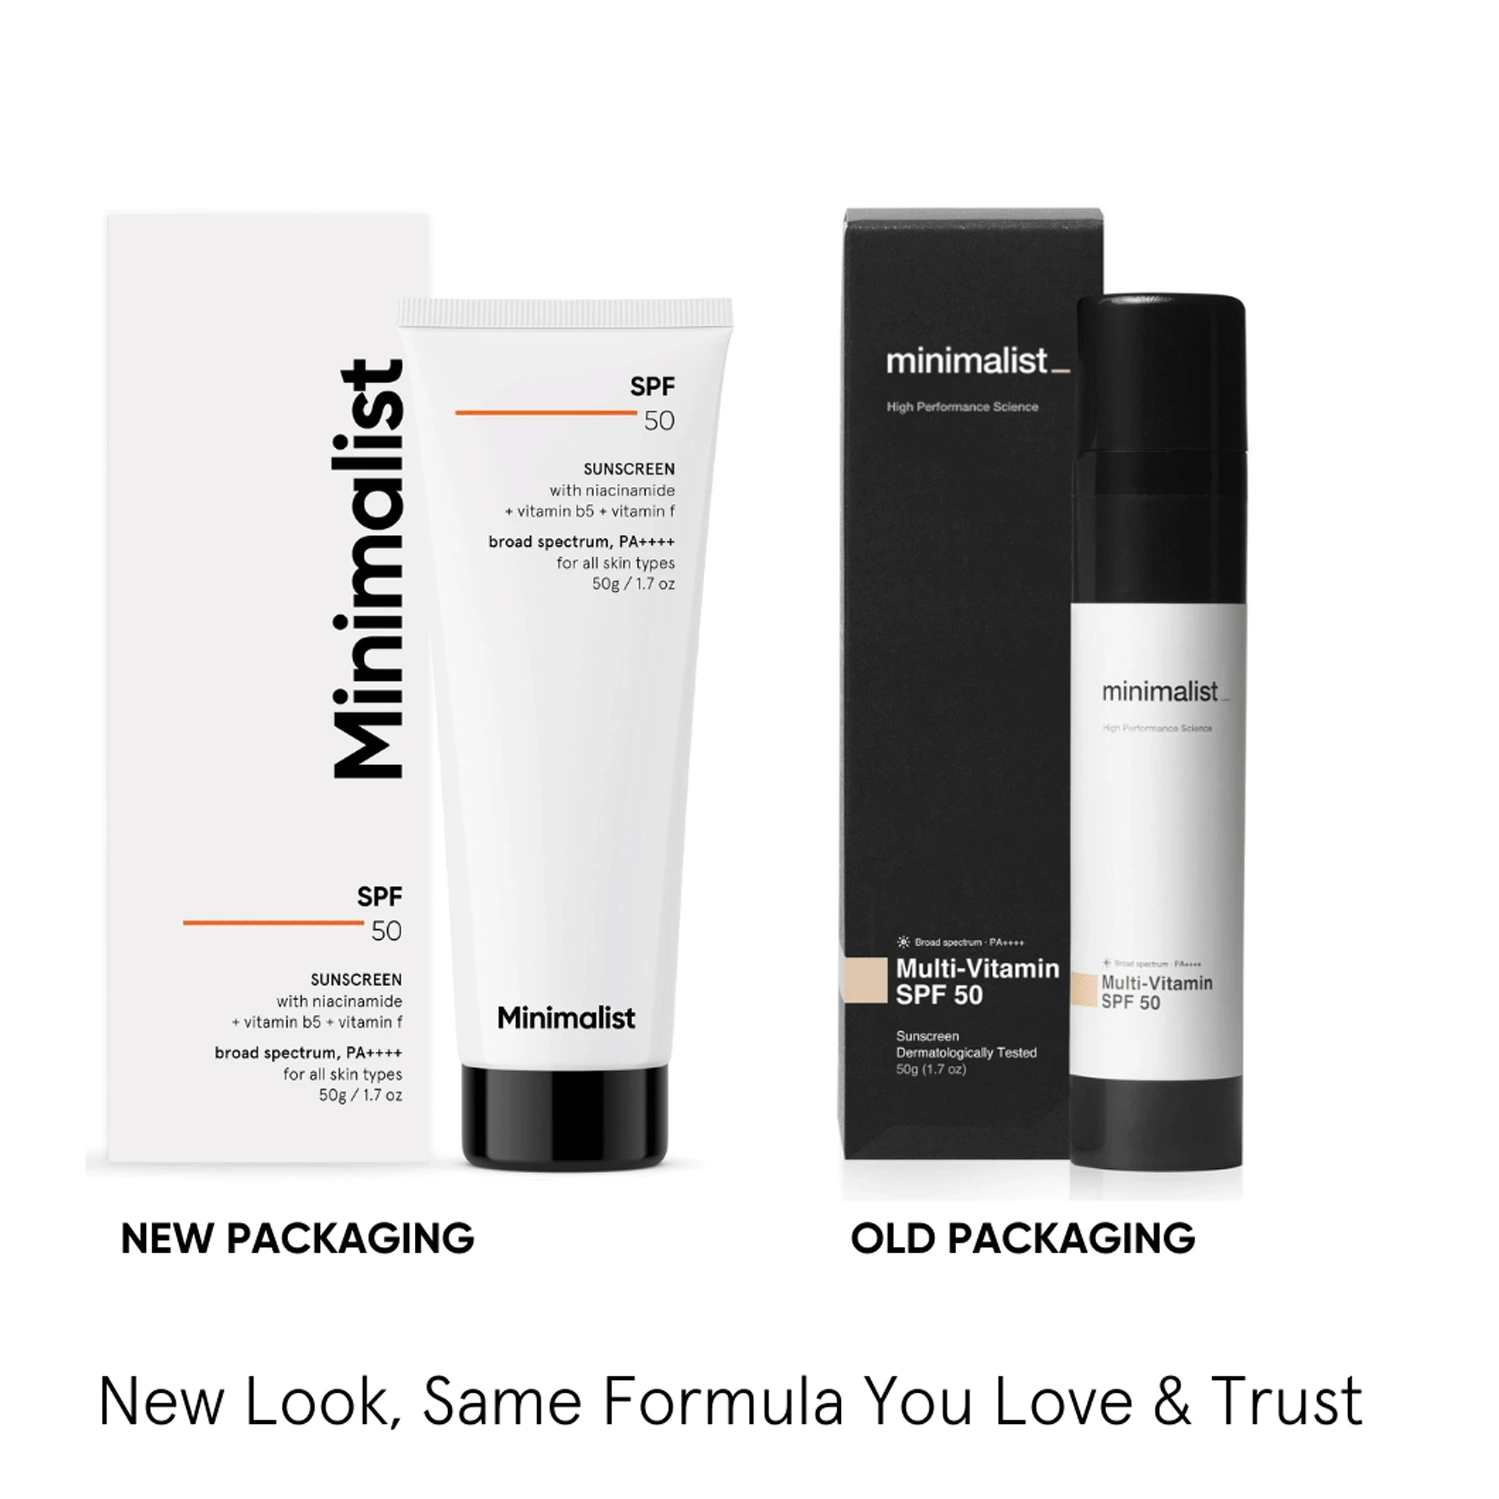 Minimalist
SPF
50
SUNSCREEN
with niacinamide
+ vitamin b5 + vitamin f
broad spectrum, PA++++
for all skin types
50g / 1.7 oz
SPF
50
SUNSCREEN
with niacinamide
+ vitamin b5 + vitamin f
broad spectrum, PA++++
for all skin types
50g / 1.7 oz
Minimalist
minimalist_
High Performance Science
Broad spectrum · PA++++
Multi-Vitamin
SPF 50
Sunscreen
Dermatologically Tested
50g (1.7 oz)
minimalist_
High Performance Science
Broad spectrum · PA++++
Multi-Vitamin
SPF 50
NEW PACKAGING
OLD PACKAGING
New Look, Same Formula You Love & Trust